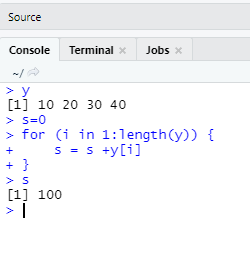 Source
Console Terminal × Jobs ×
~/
> y
[1] 10 20 30 40
> s=0
> for (i in 1:length(y)) {
+     s = s +y[i]
+ }
> s
[1] 100
>